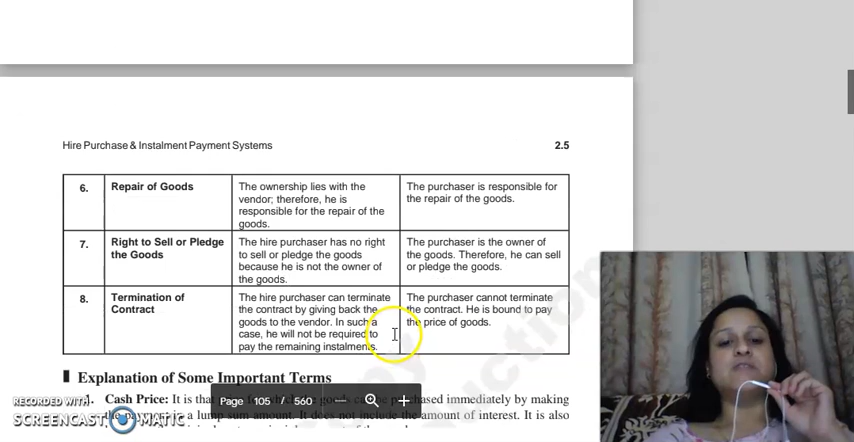 Hire Purchase & Instalment Payment Systems 2.5
6. Repair of Goods
The ownership lies with the
vendor; therefore, he is
responsible for the repair of the
goods.
The purchaser is responsible for
the repair of the goods.
7. Right to Sell or Pledge
the Goods
The hire purchaser has no right
to sell or pledge the goods
because he is not the owner of
the goods.
The purchaser is the owner of
the goods. Therefore, he can sell
or pledge the goods.
8. Termination of
Contract
The hire purchaser can terminate
the contract by giving back the
goods to the vendor. In such a
case, he will not be required to
pay the remaining instalments.
The purchaser cannot terminate
the contract. He is bound to pay
the price of goods.
Explanation of Some Important Terms
Cash Price: It is that purchased immediately by making
the payment in a lump sum amount. It does not include the amount of interest. It is also
Page 105 / 560
RECORDED WITH
SCREENCAST MATIC